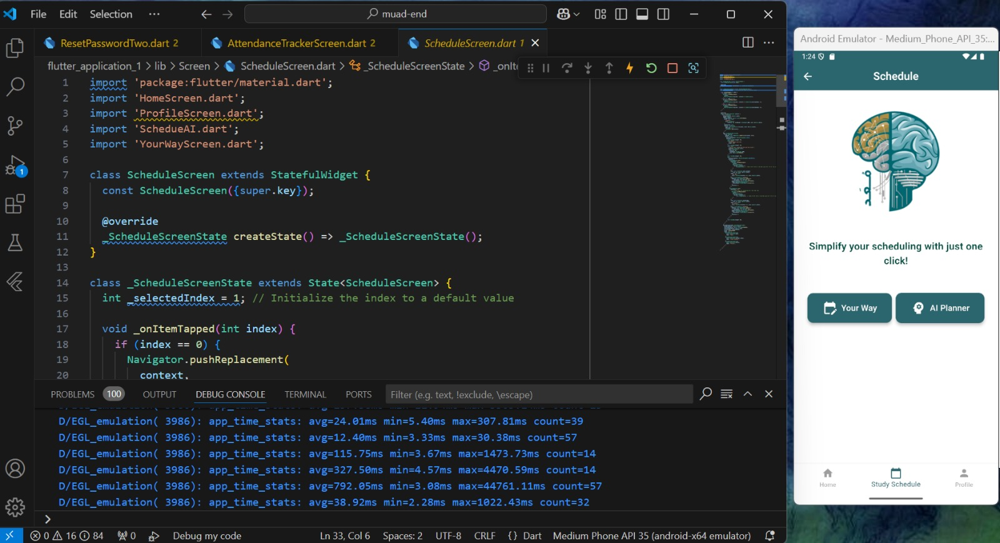 File Edit Selection ··· muad-end
ResetPasswordTwo.dart 2 AttendanceTrackerScreen.dart 2 ScheduleScreen.dart 1
flutter_application_1 > lib > Screen > ScheduleScreen.dart > _ScheduleScreenState >
1 import 'package:flutter/material.dart';
2 import 'HomeScreen.dart';
3 import 'ProfileScreen.dart';
4 import 'SchedueAI.dart';
5 import 'YourWayScreen.dart';
6
7 class ScheduleScreen extends StatefulWidget {
8 const ScheduleScreen({super.key});
9
10 @override
11 _ScheduleScreenState createState() => _ScheduleScreenState();
12 }
13
14 class _ScheduleScreenState extends State<ScheduleScreen> {
15 int _selectedIndex = 1; // Initialize the index to a default value
16
17 void _onItemTapped(int index) {
18 if (index == 0) {
19 Navigator.pushReplacement(
20 context,
1
PROBLEMS 100 OUTPUT DEBUG CONSOLE TERMINAL PORTS Filter (e.g. text, !exclude, \escape)
D/EGL_emulation( 3986): app_time_stats: avg=24.01ms min=5.40ms max=307.81ms count=39
D/EGL_emulation( 3986): app_time_stats: avg=12.40ms min=3.33ms max=30.38ms count=57
D/EGL_emulation( 3986): app_time_stats: avg=115.75ms min=3.67ms max=1473.73ms count=14
D/EGL_emulation( 3986): app_time_stats: avg=327.50ms min=4.57ms max=4470.59ms count=14
D/EGL_emulation( 3986): app_time_stats: avg=792.05ms min=3.08ms max=44761.11ms count=57
D/EGL_emulation( 3986): app_time_stats: avg=38.92ms min=2.28ms max=1022.43ms count=32
>
0 16 84 0 Debug my code Ln 33, Col 6 Spaces: 2 UTF-8 CRLF {} Dart Medium Phone API 35 (android-x64 emulator)
Android Emulator - Medium_Phone_API_35:...
1:24
Schedule
Simplify your scheduling with just one
click!
Your Way AI Planner
Home Study Schedule Profile